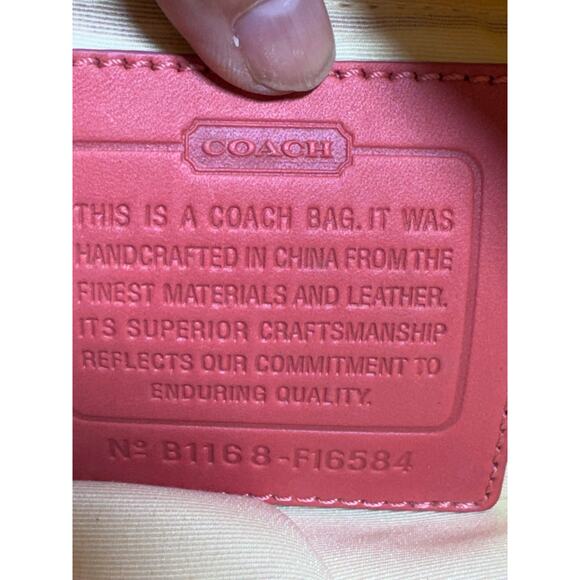 COACH
THIS IS A COACH BAG. IT WAS
HANDCRAFTED IN CHINA FROM THE
FINEST MATERIALS AND LEATHER.
ITS SUPERIOR CRAFTSMANSHIP
REFLECTS OUR COMMITMENT TO
ENDURING QUALITY.
Nº B1168-F16584